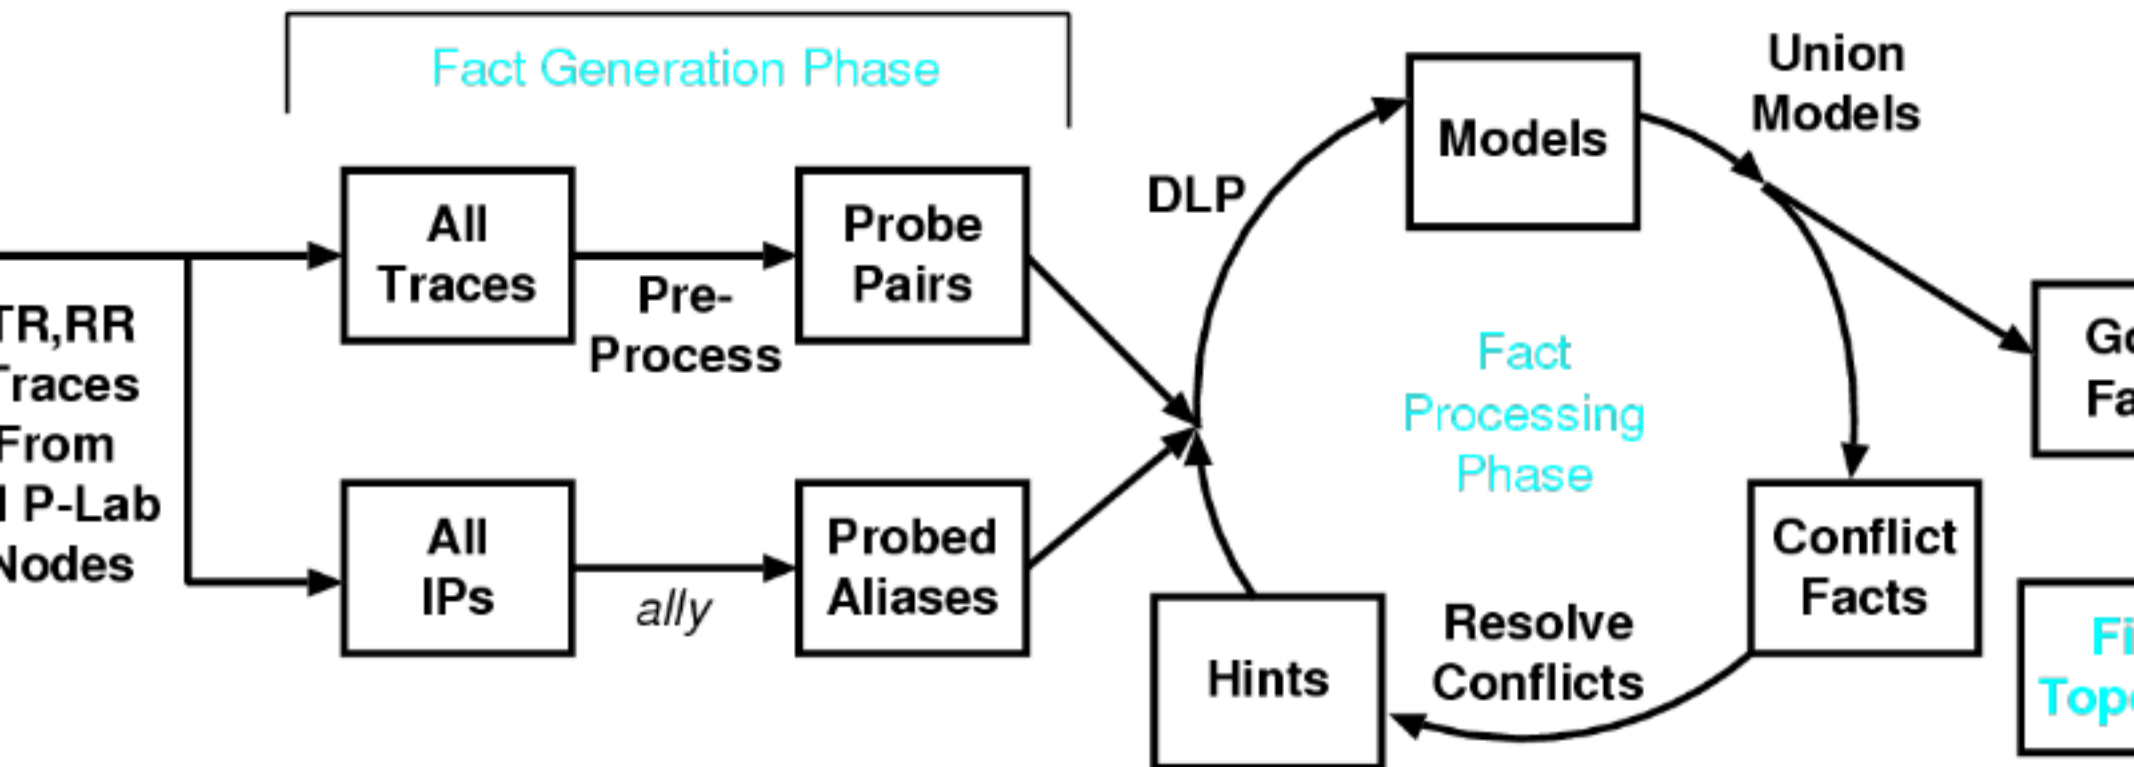 Fact Generation Phase
All
Traces
Pre-
Process
Probe
Pairs
TR,RR
Traces
From
P-Lab
Nodes
All
IPs
ally
Probed
Aliases
DLP
Models
Union
Models
Fact
Processing
Phase
Conflict
Facts
Resolve
Conflicts
Hints